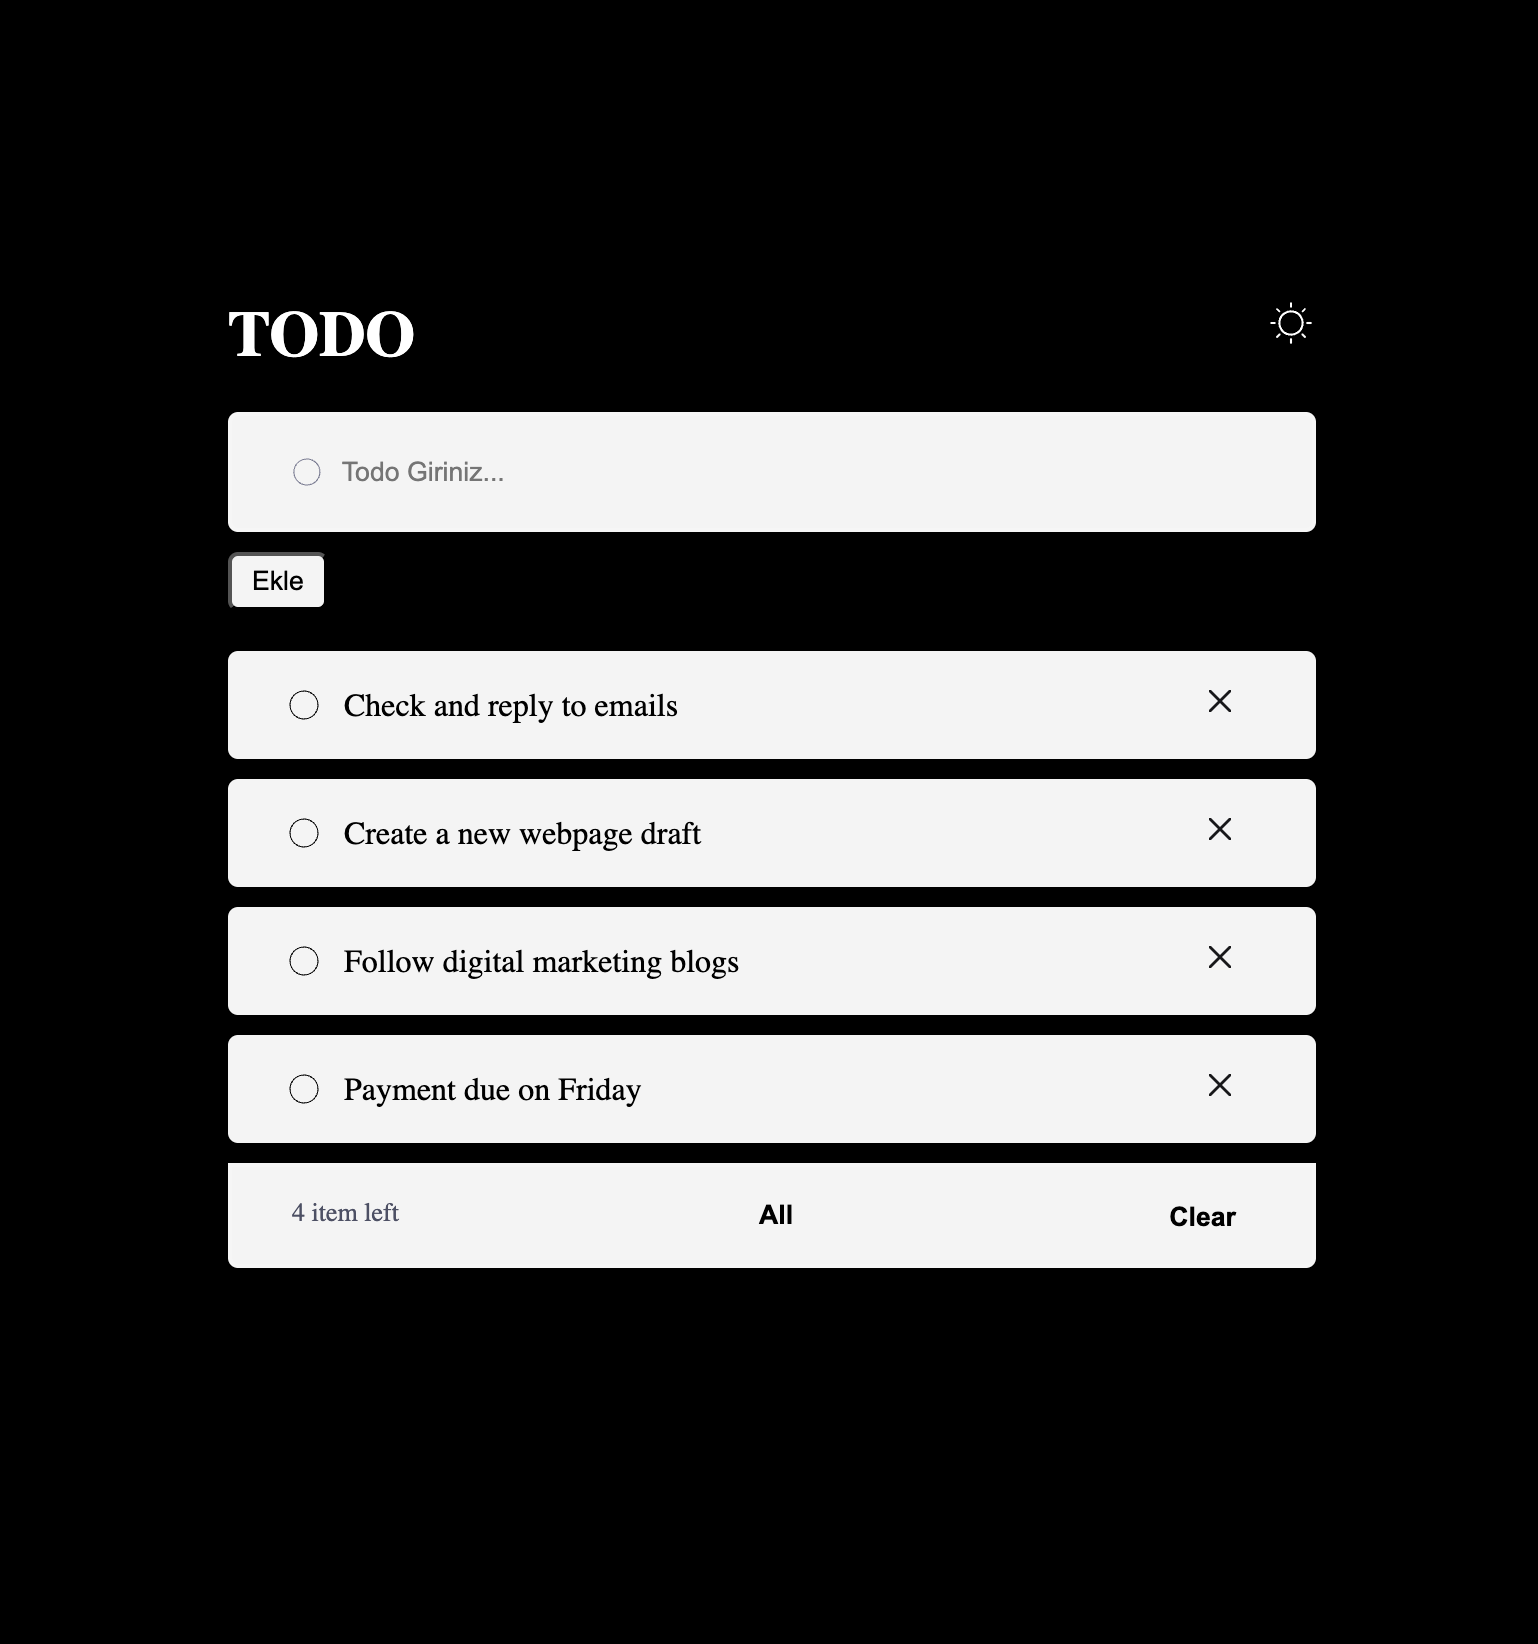 TODO
Todo Giriniz...
Ekle
Check and reply to emails
Create a new webpage draft
Follow digital marketing blogs
Payment due on Friday
4 item left
All
Clear